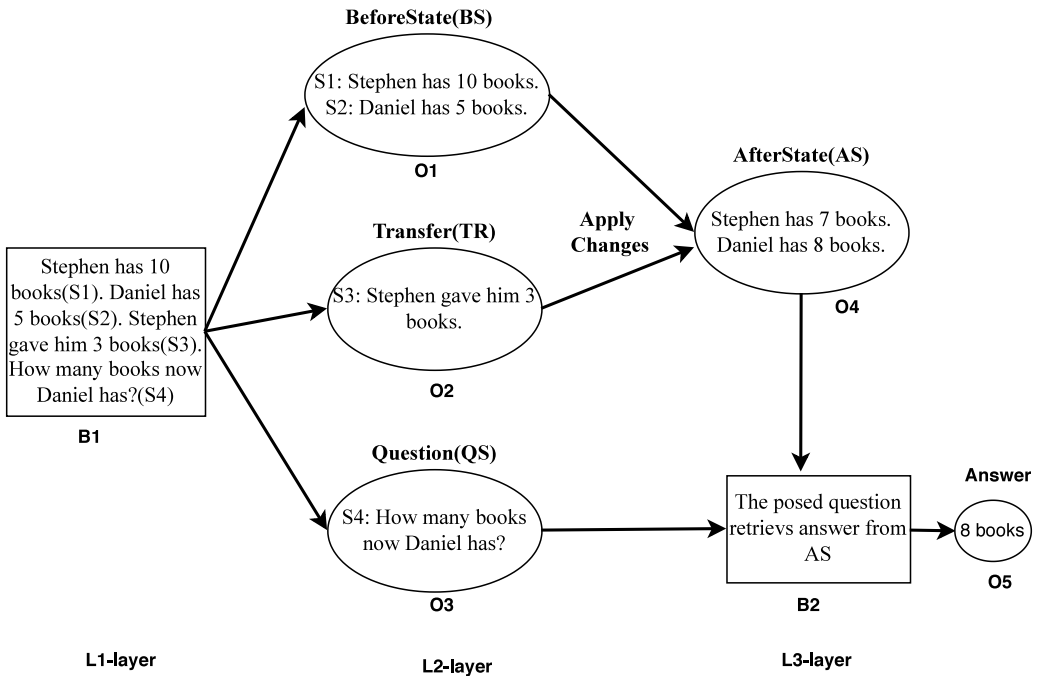 BeforeState(BS)
S1: Stephen has 10 books.
S2: Daniel has 5 books.
O1
AfterState(AS)
Stephen has 7 books.
Daniel has 8 books.
O4
Apply
Changes
Transfer(TR)
S3: Stephen gave him 3
books.
O2
Stephen has 10
books(S1). Daniel has
5 books(S2). Stephen
gave him 3 books(S3).
How many books now
Daniel has?(S4)
B1
Question(QS)
S4: How many books
now Daniel has?
O3
The posed question
retrievs answer from
AS
B2
Answer
8 books
O5
L1-layer
L2-layer
L3-layer